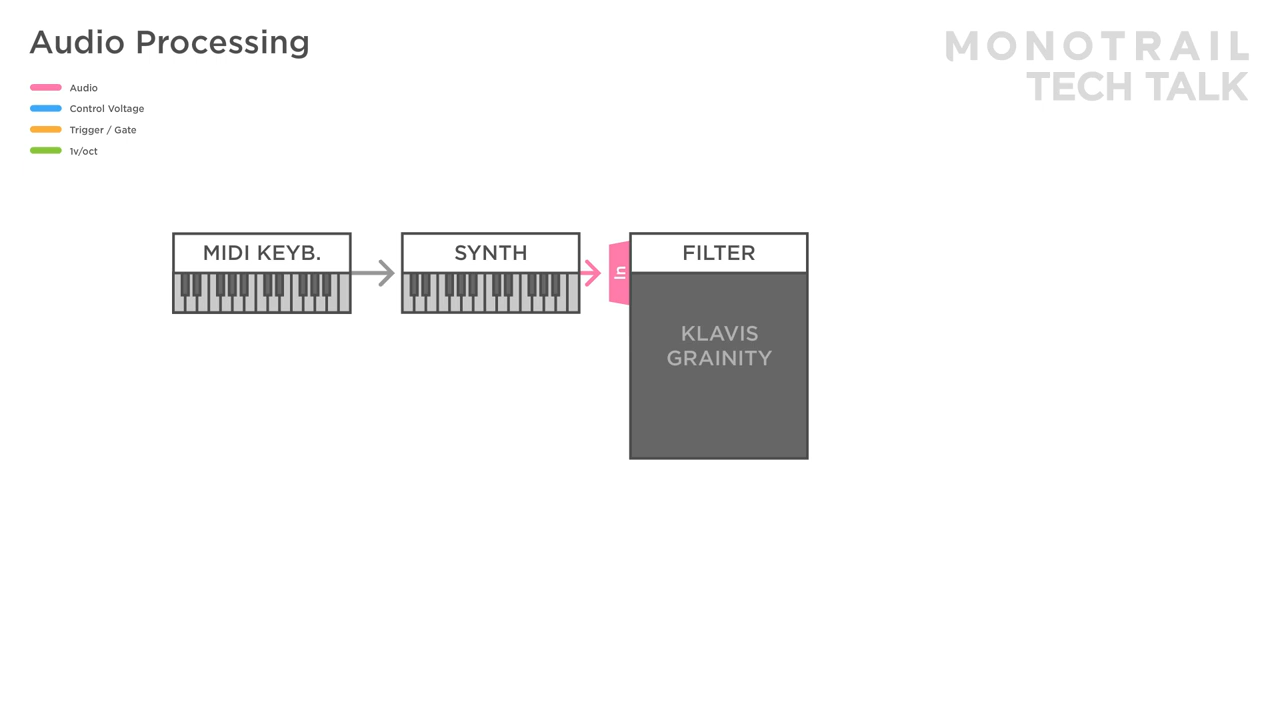 Audio Processing
MONOTRAIL
TECH TALK
Audio
Control Voltage
Trigger / Gate
1v/oct
MIDI KEYB.
SYNTH
In
FILTER
KLAVIS
GRAINITY